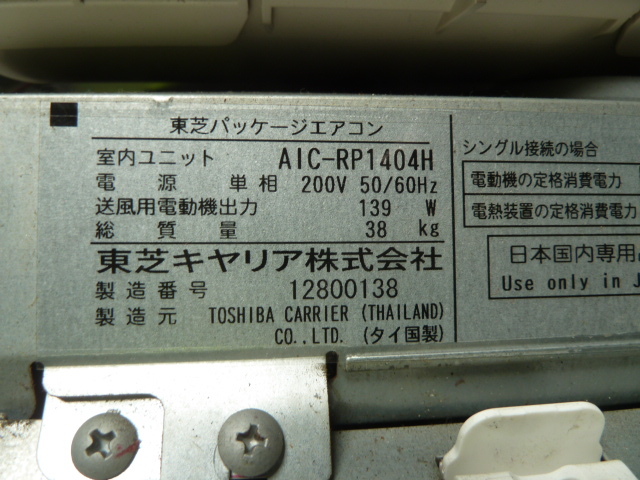 東芝パッケージエアコン
室内ユニット AIC-RP1404H
電源 単相 200V 50/60Hz
送風用電動機出力 139 W
総質量 38 kg
東芝キヤリア株式会社
製造番号 12800138
製造元 TOSHIBA CARRIER (THAILAND)
CO.,LTD. (タイ国製)
シングル接続の場合
電動機の定格消費電力
電熱装置の定格消費電力
日本国内専用
Use only in